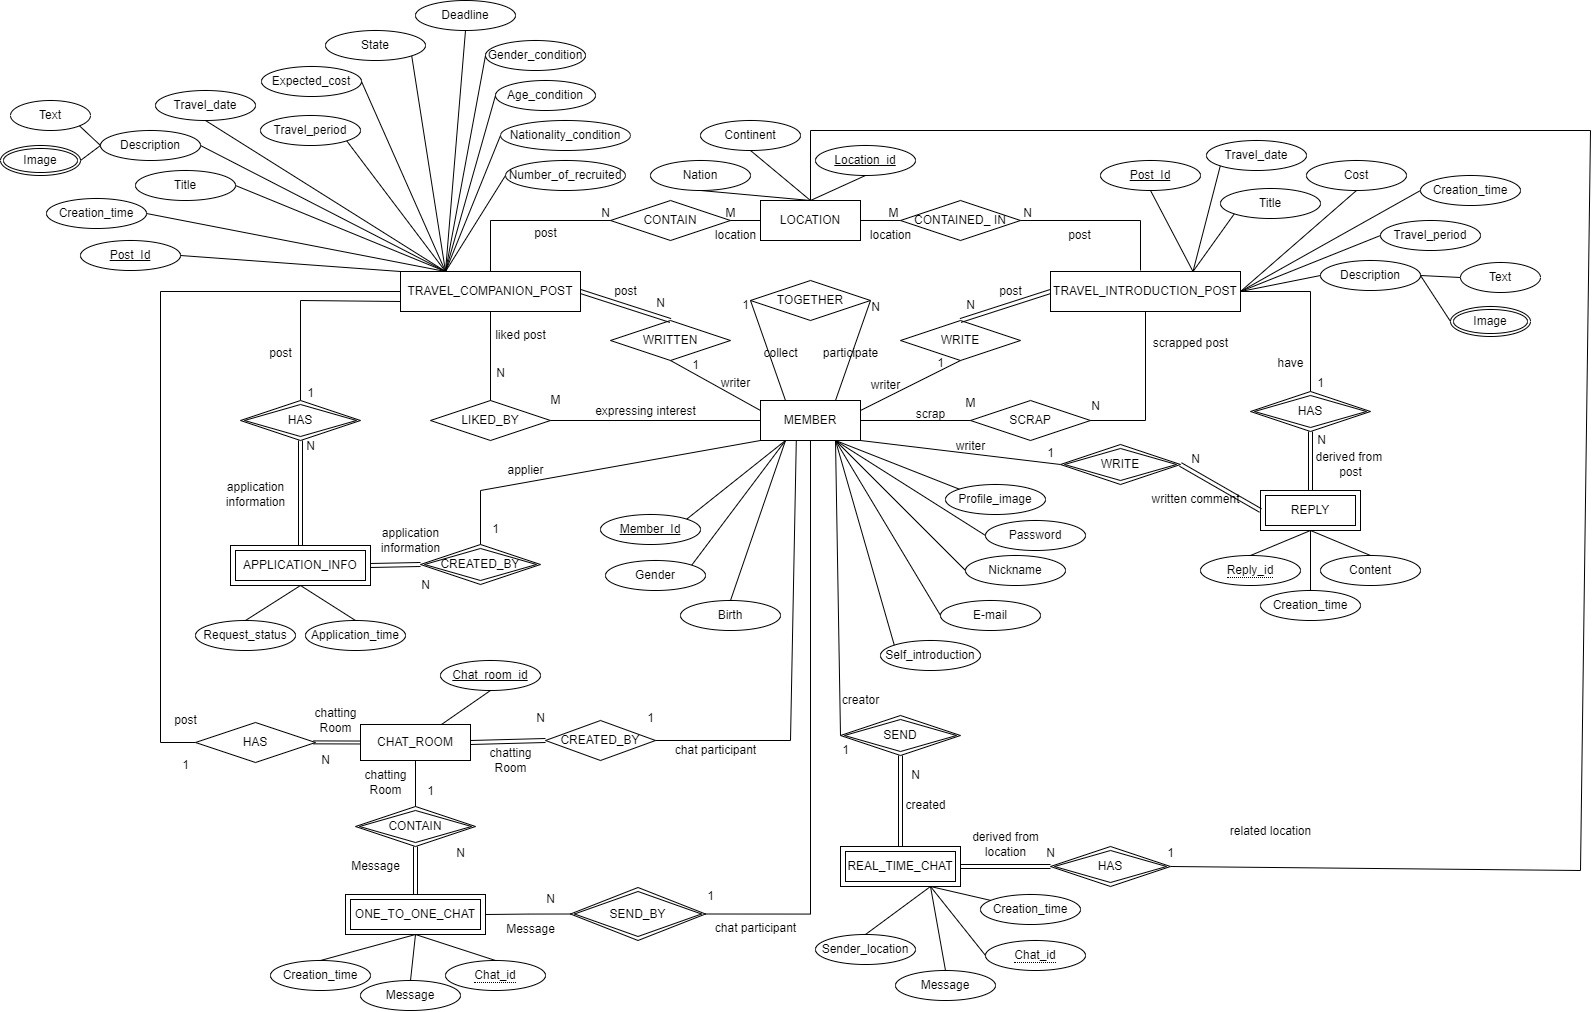 Deadline
State
Gender_condition
Expected_cost
Age_condition
Travel_date
Text
Travel_period
Nationality_condition
Continent
Description
Image
Location_id
Travel_date
Nation
Post_Id
Cost
Number_of_recruited
Title
Creation_time
Title
Creation_time
N
CONTAIN
M
LOCATION
M
CONTAINED_IN
N
post
location
location
post
Travel_period
Post_Id
Description
Text
TRAVEL_COMPANION_POST
post
N
1
TOGETHER
N
N
post
TRAVEL_INTRODUCTION_POST
Image
liked post
WRITTEN
WRITE
scrapped post
post
collect
participate
1
1
have
N
writer
writer
1
1
M
expressing interest
scrap
M
N
HAS
LIKED_BY
MEMBER
SCRAP
HAS
N
writer
1
N
derived from
post
applier
WRITE
application
information
written comment
Profile_image
REPLY
Member_Id
Password
1
application
information
APPLICATION_INFO
CREATED_BY
N
Gender
Nickname
Reply_id
Content
Creation_time
Birth
E-mail
Request_status
Application_time
Self_introduction
Chat_room_id
creator
post
chatting
Room
N
1
HAS
CHAT_ROOM
CREATED_BY
SEND
1
N
chatting
Room
chat participant
1
chatting
Room
1
N
created
CONTAIN
N
Message
derived from
location
N
1
related location
REAL_TIME_CHAT
HAS
ONE_TO_ONE_CHAT
N
SEND_BY
1
Message
chat participant
Creation_time
Sender_location
Chat_id
Message
Creation_time
Message
Chat_id